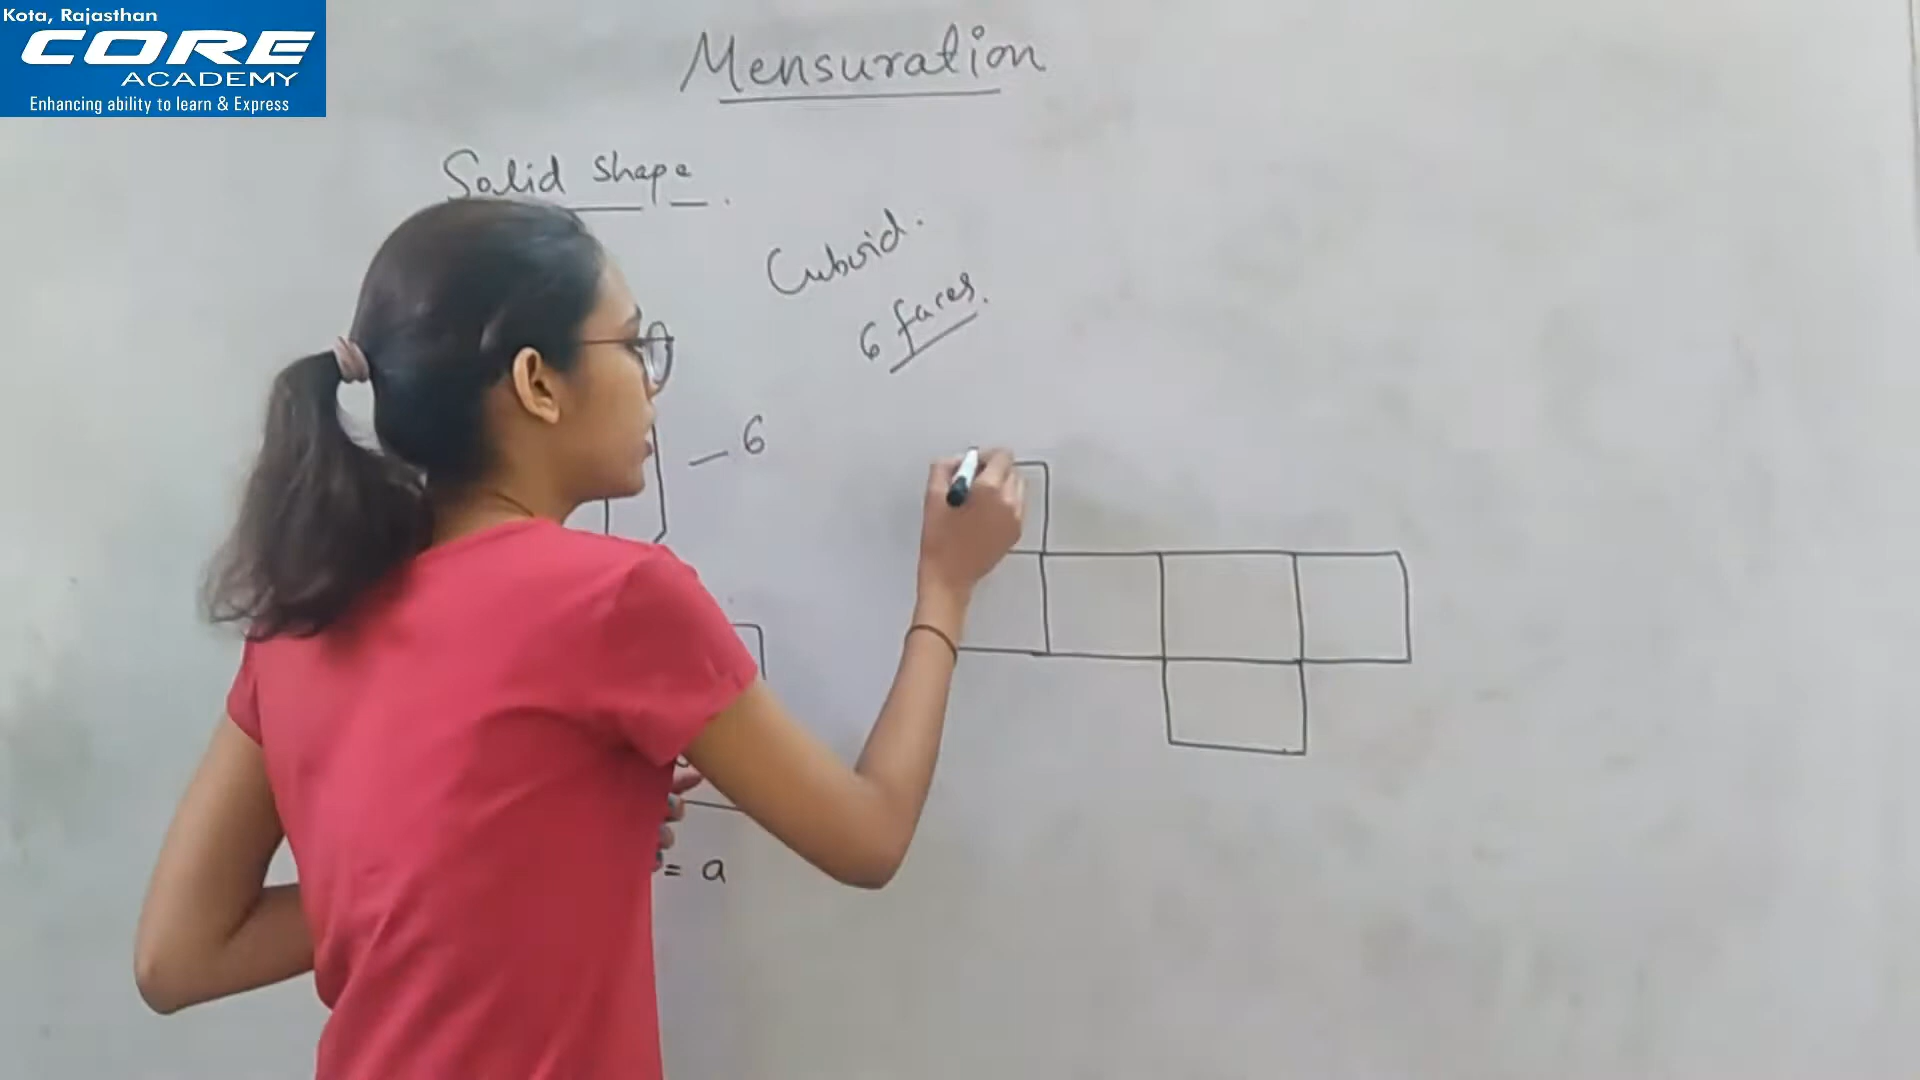 Kota, Rajasthan
CORE
ACADEMY
Enhancing ability to learn & Express
Mensuration
Solid shape.
Cuboid.
6 faces.
– 6
= a